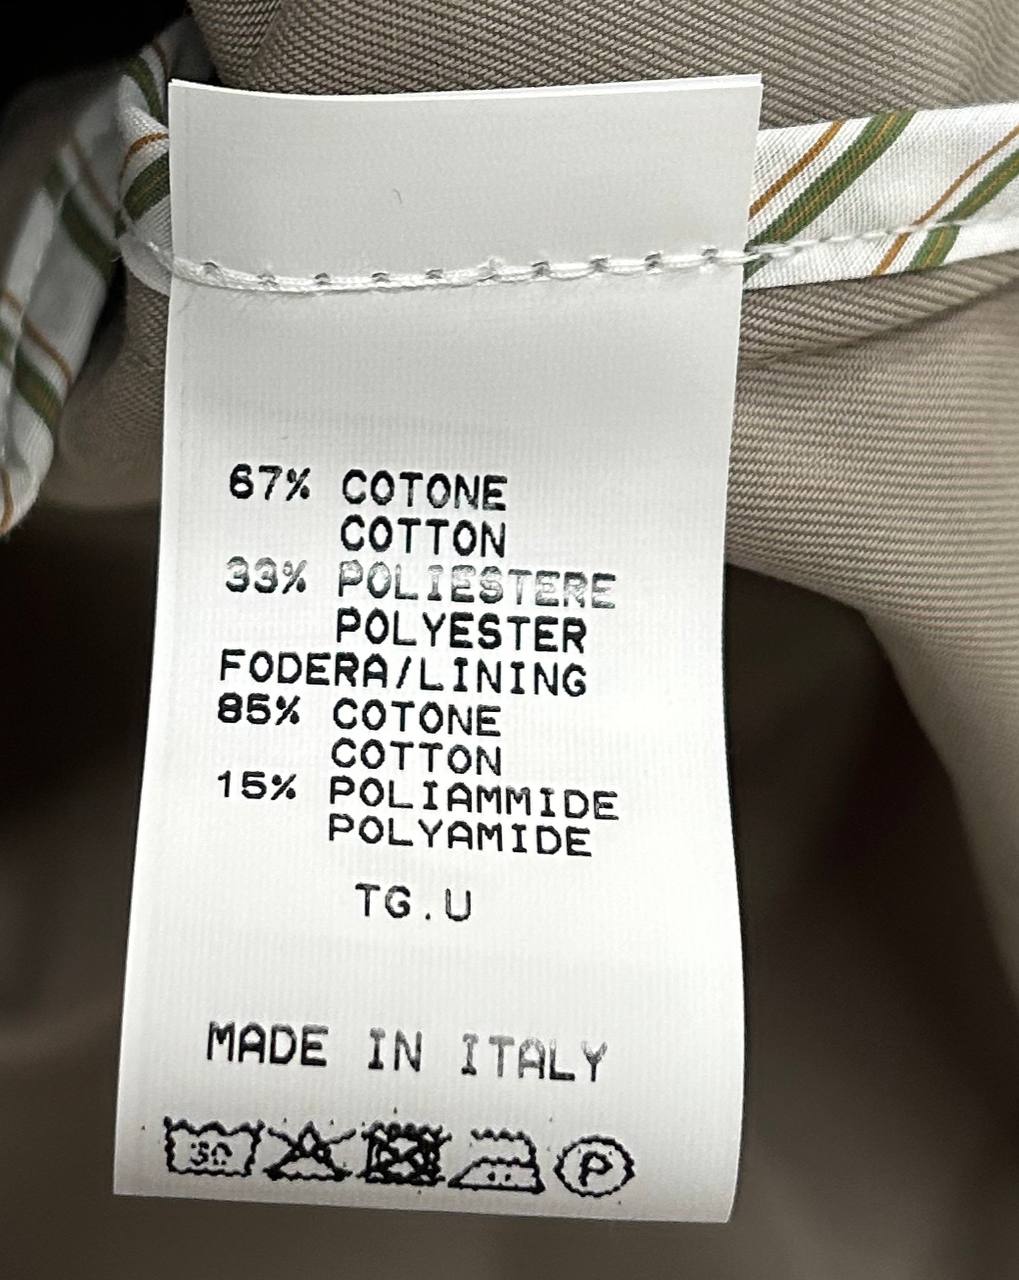 67% COTONE
COTTON
33% POLIESTERE
POLYESTER
FODERA/LINING
85% COTONE
COTTON
15% POLIAMMIDE
POLYAMIDE
TG.U
MADE IN ITALY
30 P